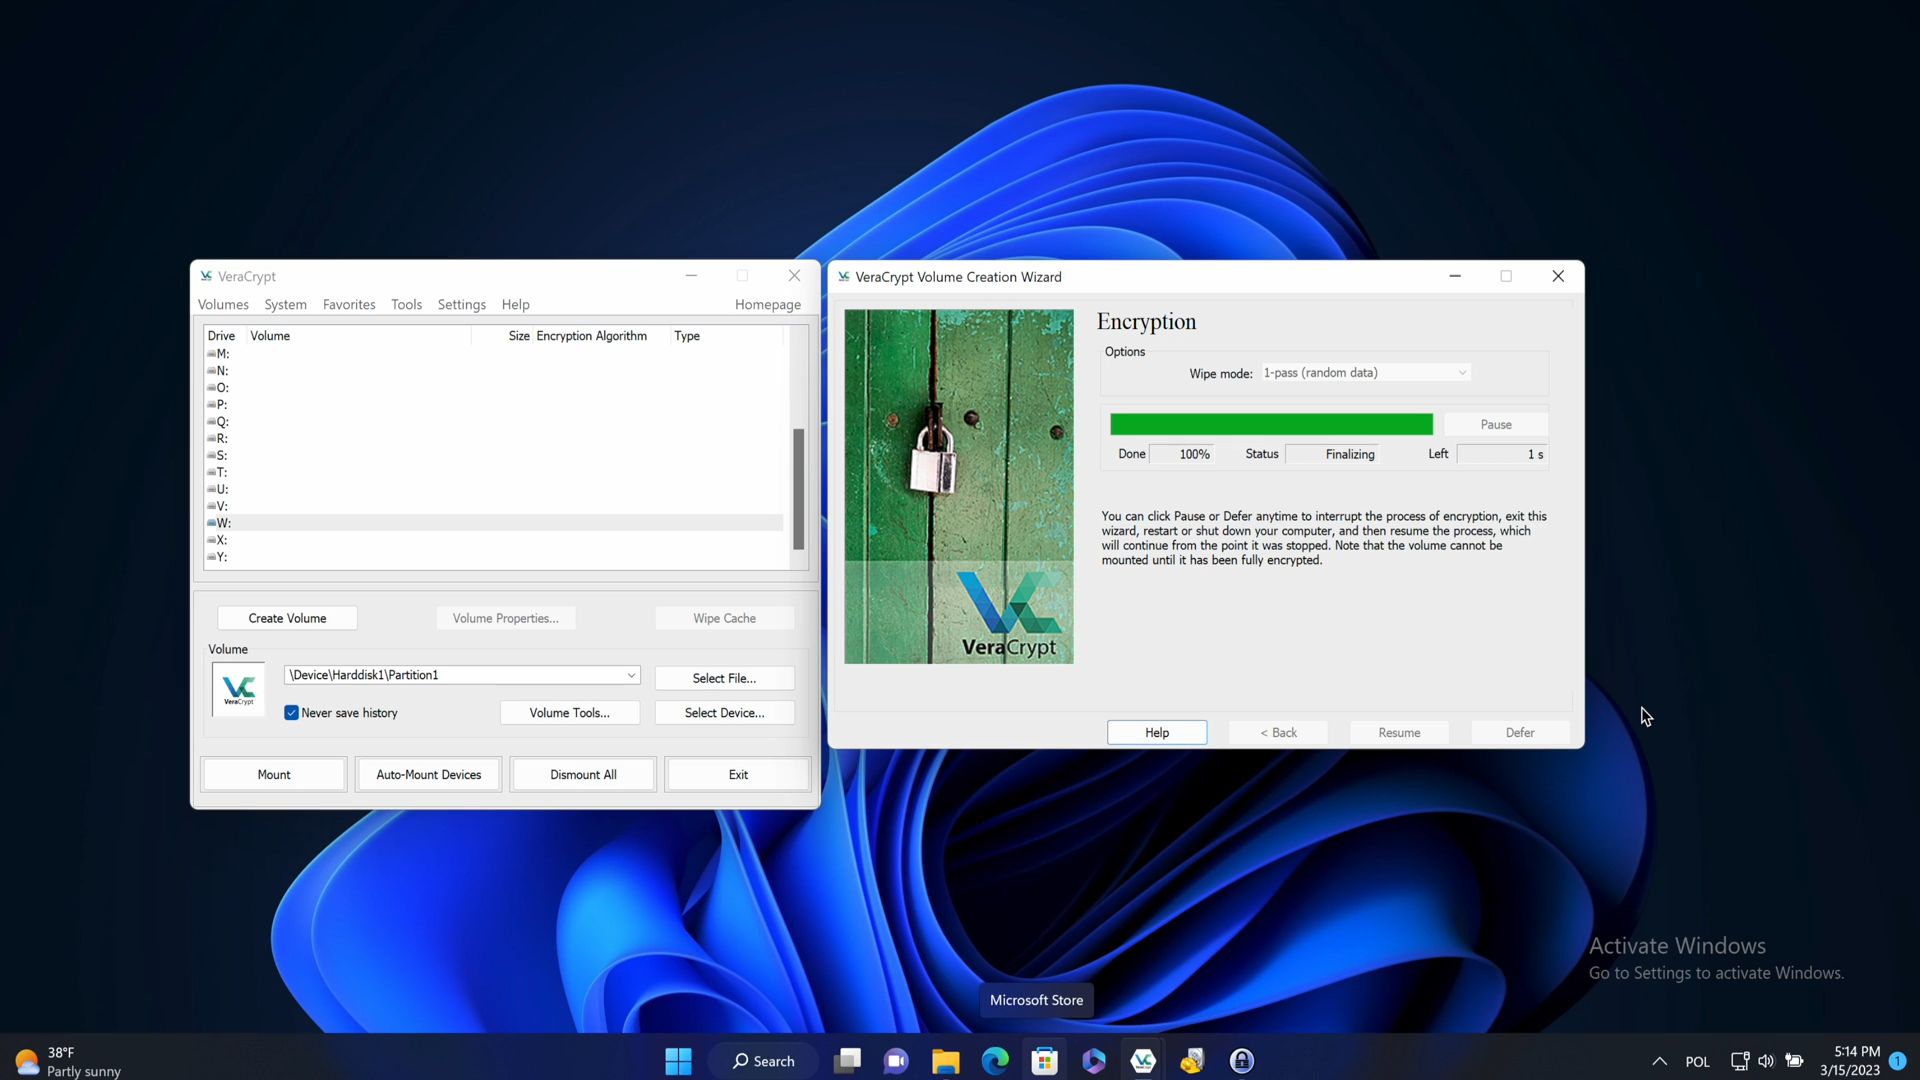 VeraCrypt
Volumes System Favorites Tools Settings Help Homepage
Drive Volume Size Encryption Algorithm Type
M:
N:
O:
P:
Q:
R:
S:
T:
U:
V:
W:
X:
Y:
Create Volume Volume Properties... Wipe Cache
Volume
VeraCrypt
\Device\Harddisk1\Partition1 Select File...
Never save history Volume Tools... Select Device...
Mount Auto-Mount Devices Dismount All Exit
VeraCrypt Volume Creation Wizard
VeraCrypt
Encryption
Options
Wipe mode: 1-pass (random data)
Pause
Done 100% Status Finalizing Left 1 s
You can click Pause or Defer anytime to interrupt the process of encryption, exit this
wizard, restart or shut down your computer, and then resume the process, which
will continue from the point it was stopped. Note that the volume cannot be
mounted until it has been fully encrypted.
Help < Back Resume Defer
Activate Windows
Go to Settings to activate Windows.
Microsoft Store
38°F
Partly sunny
Search
POL
5:14 PM
3/15/2023
1